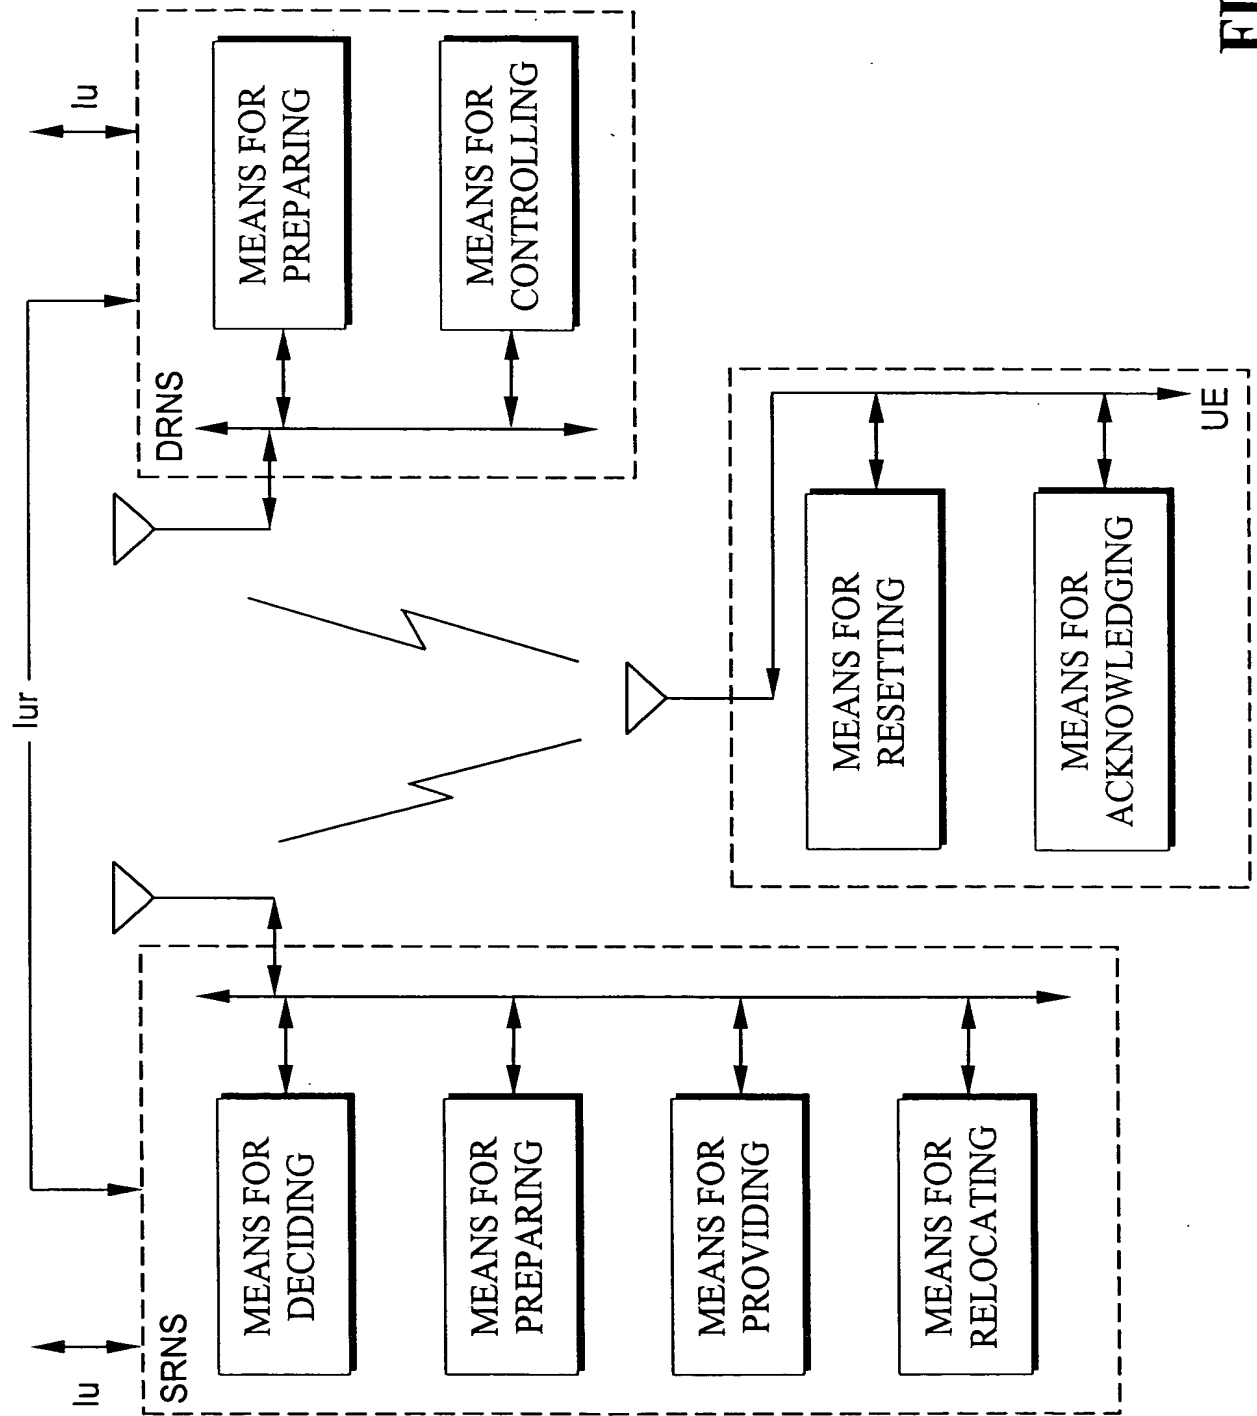 Iur
Iu
SRNS
MEANS FOR
DECIDING
MEANS FOR
PREPARING
MEANS FOR
PROVIDING
MEANS FOR
RELOCATING
Iu
DRNS
MEANS FOR
PREPARING
MEANS FOR
CONTROLLING
MEANS FOR
RESETTING
MEANS FOR
ACKNOWLEDGING
UE